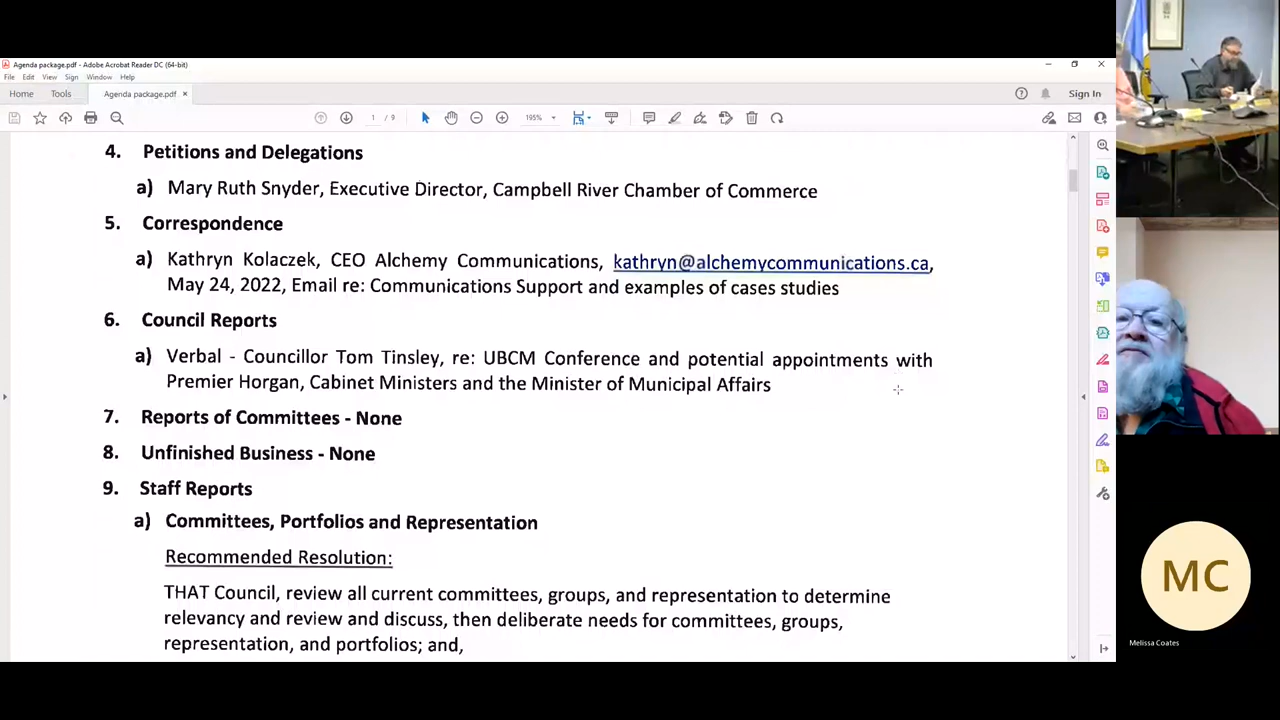 Agenda package.pdf - Adobe Acrobat Reader DC (64-bit)
File Edit View Sign Window Help
Home Tools Agenda package.pdf × Sign In
1 / 9 195%
4. Petitions and Delegations
a) Mary Ruth Snyder, Executive Director, Campbell River Chamber of Commerce
5. Correspondence
a) Kathryn Kolaczek, CEO Alchemy Communications, kathryn@alchemycommunications.ca,
May 24, 2022, Email re: Communications Support and examples of cases studies
6. Council Reports
a) Verbal - Councillor Tom Tinsley, re: UBCM Conference and potential appointments with
Premier Horgan, Cabinet Ministers and the Minister of Municipal Affairs
7. Reports of Committees - None
8. Unfinished Business - None
9. Staff Reports
a) Committees, Portfolios and Representation
Recommended Resolution:
THAT Council, review all current committees, groups, and representation to determine
relevancy and review and discuss, then deliberate needs for committees, groups,
representation, and portfolios; and,
MC
Melissa Coates